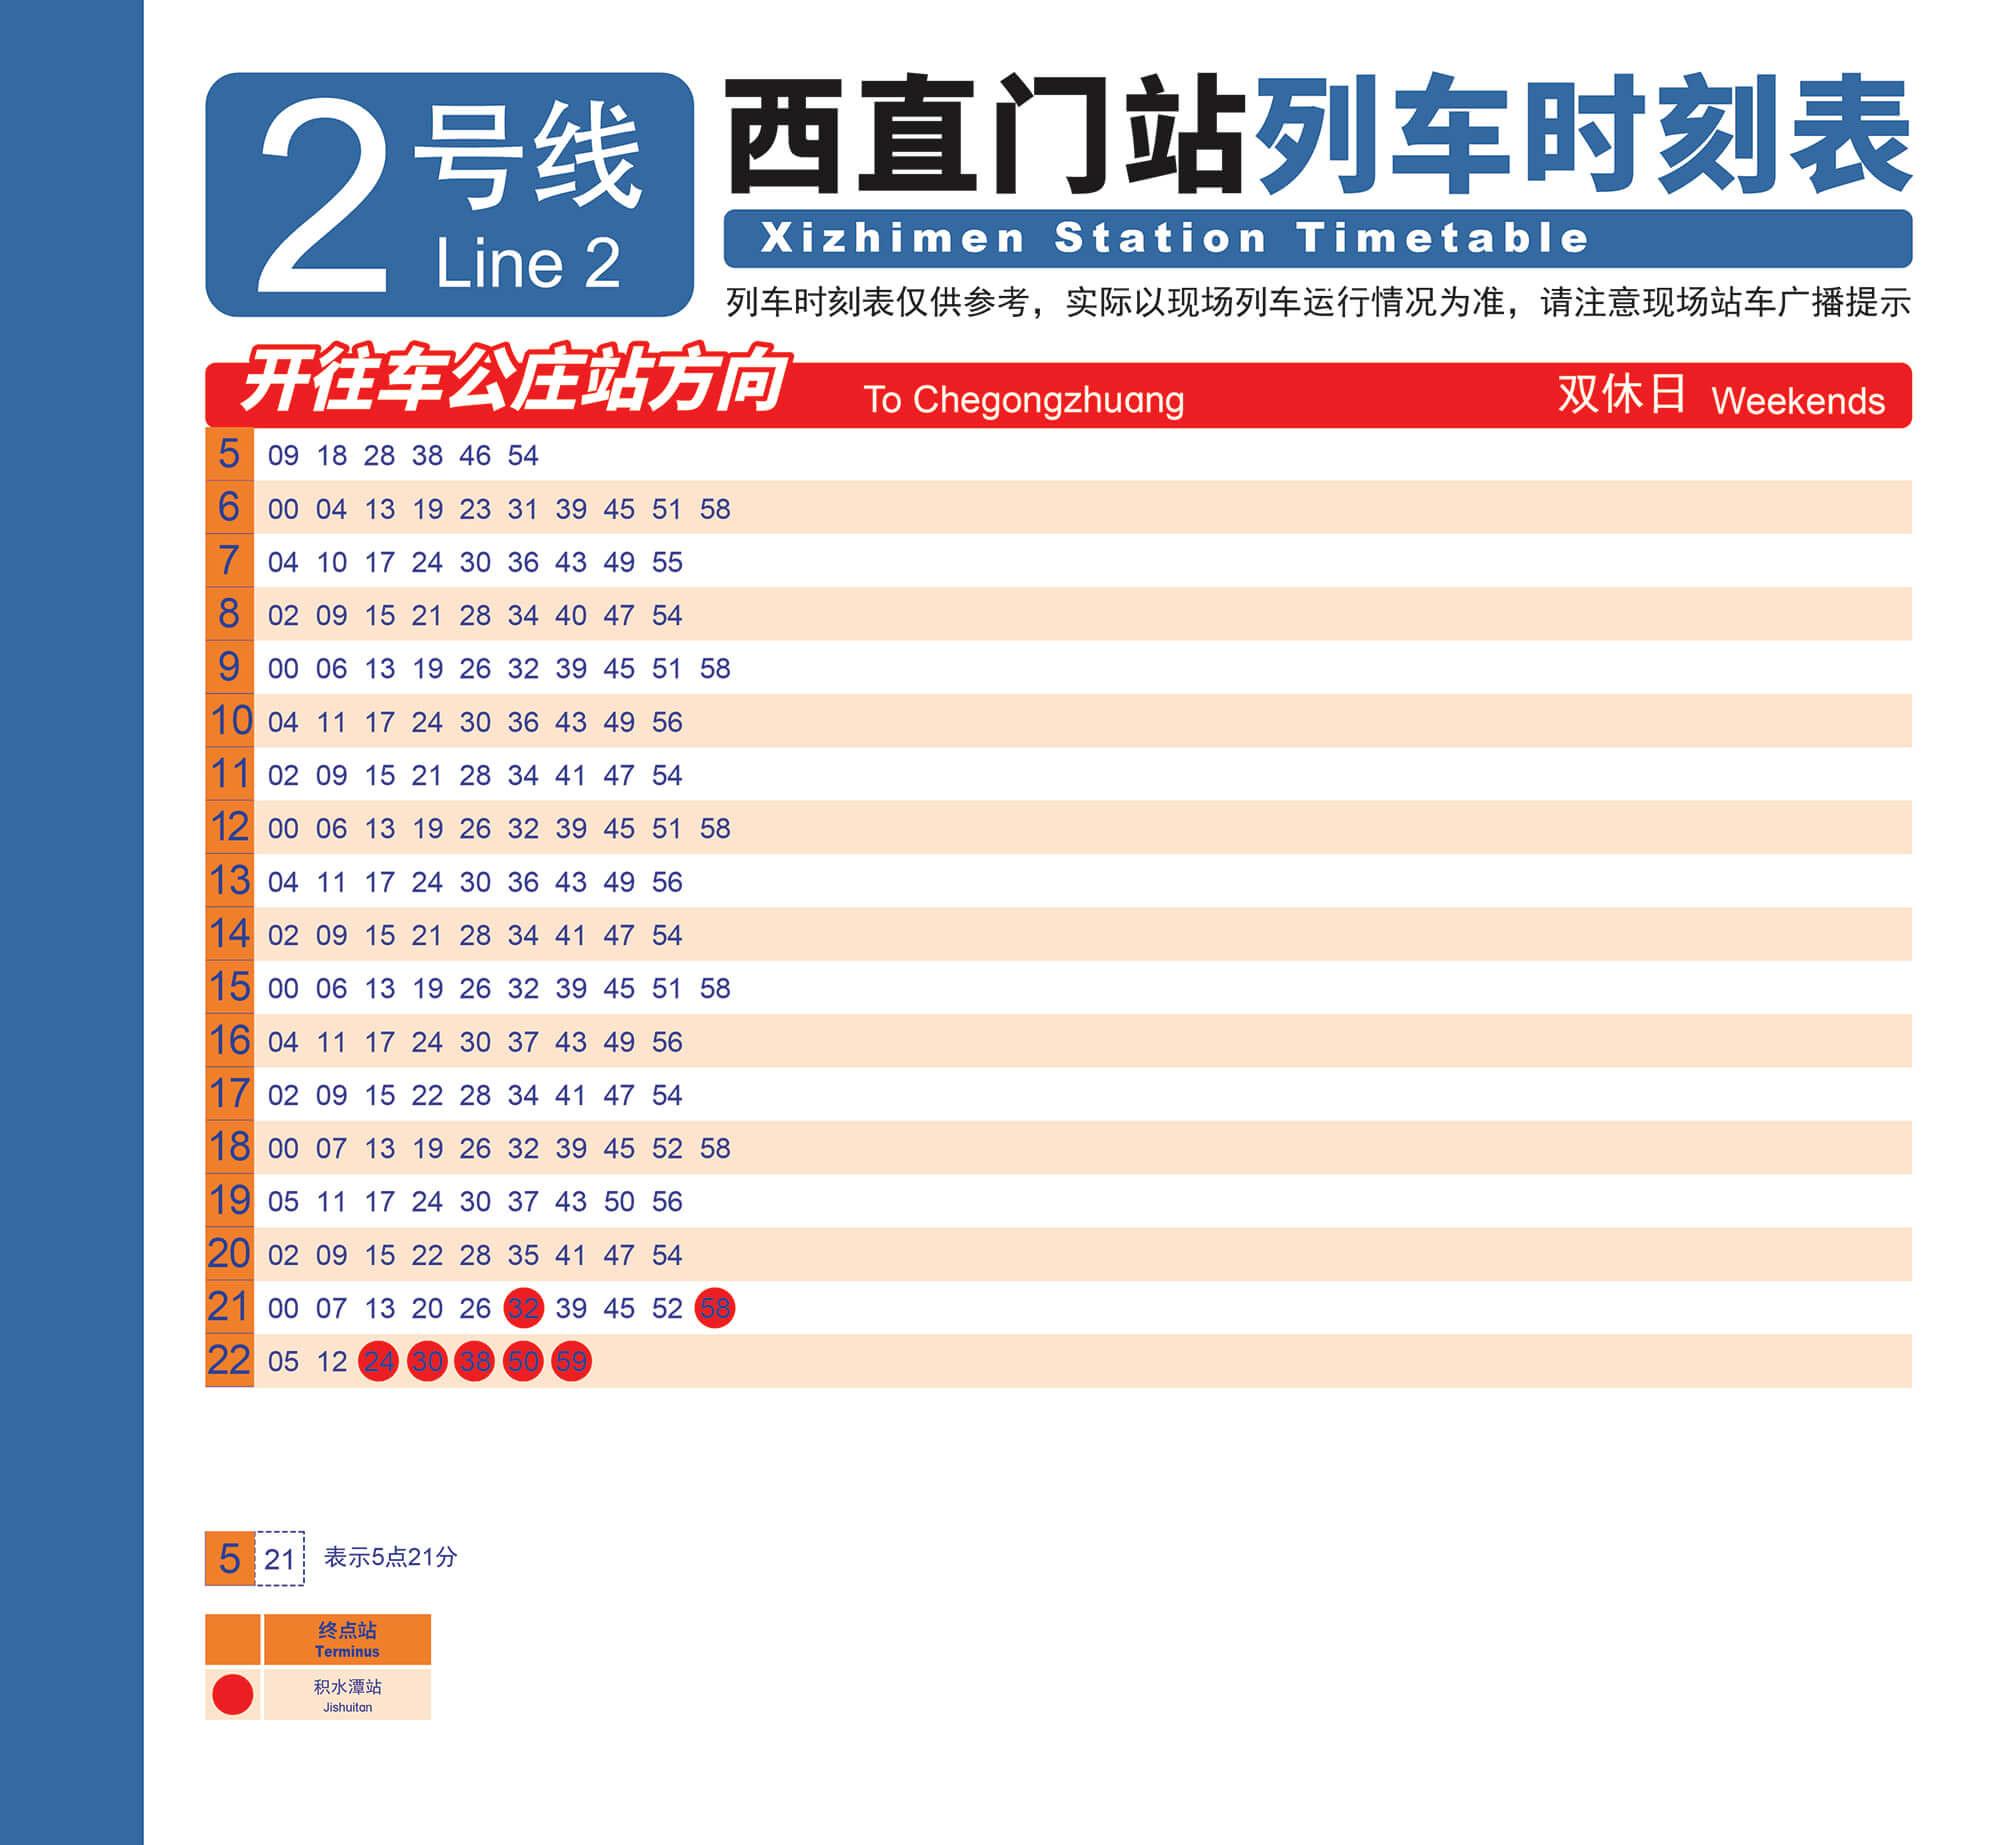 2号线
Line 2
西直门站列车时刻表
Xizhimen Station Timetable
列车时刻表仅供参考，实际以现场列车运行情况为准，请注意现场站车广播提示
开往车公庄站方向 To Chegongzhuang 双休日 Weekends
5 09 18 28 38 46 54
6 00 04 13 19 23 31 39 45 51 58
7 04 10 17 24 30 36 43 49 55
8 02 09 15 21 28 34 40 47 54
9 00 06 13 19 26 32 39 45 51 58
10 04 11 17 24 30 36 43 49 56
11 02 09 15 21 28 34 41 47 54
12 00 06 13 19 26 32 39 45 51 58
13 04 11 17 24 30 36 43 49 56
14 02 09 15 21 28 34 41 47 54
15 00 06 13 19 26 32 39 45 51 58
16 04 11 17 24 30 37 43 49 56
17 02 09 15 22 28 34 41 47 54
18 00 07 13 19 26 32 39 45 52 58
19 05 11 17 24 30 37 43 50 56
20 02 09 15 22 28 35 41 47 54
21 00 07 13 20 26 32 39 45 52 58
22 05 12 24 30 38 50 59
5 21 表示5点21分
终点站
Terminus
积水潭站
Jishuitan